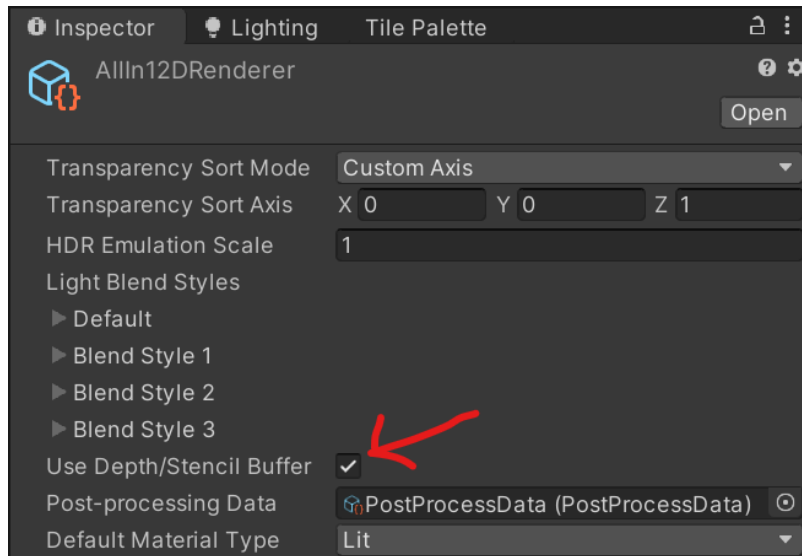 Inspector Lighting Tile Palette
AllIn12DRenderer
Open
Transparency Sort Mode Custom Axis
Transparency Sort Axis X 0 Y 0 Z 1
HDR Emulation Scale 1
Light Blend Styles
Default
Blend Style 1
Blend Style 2
Blend Style 3
Use Depth/Stencil Buffer
Post-processing Data PostProcessData (PostProcessData)
Default Material Type Lit